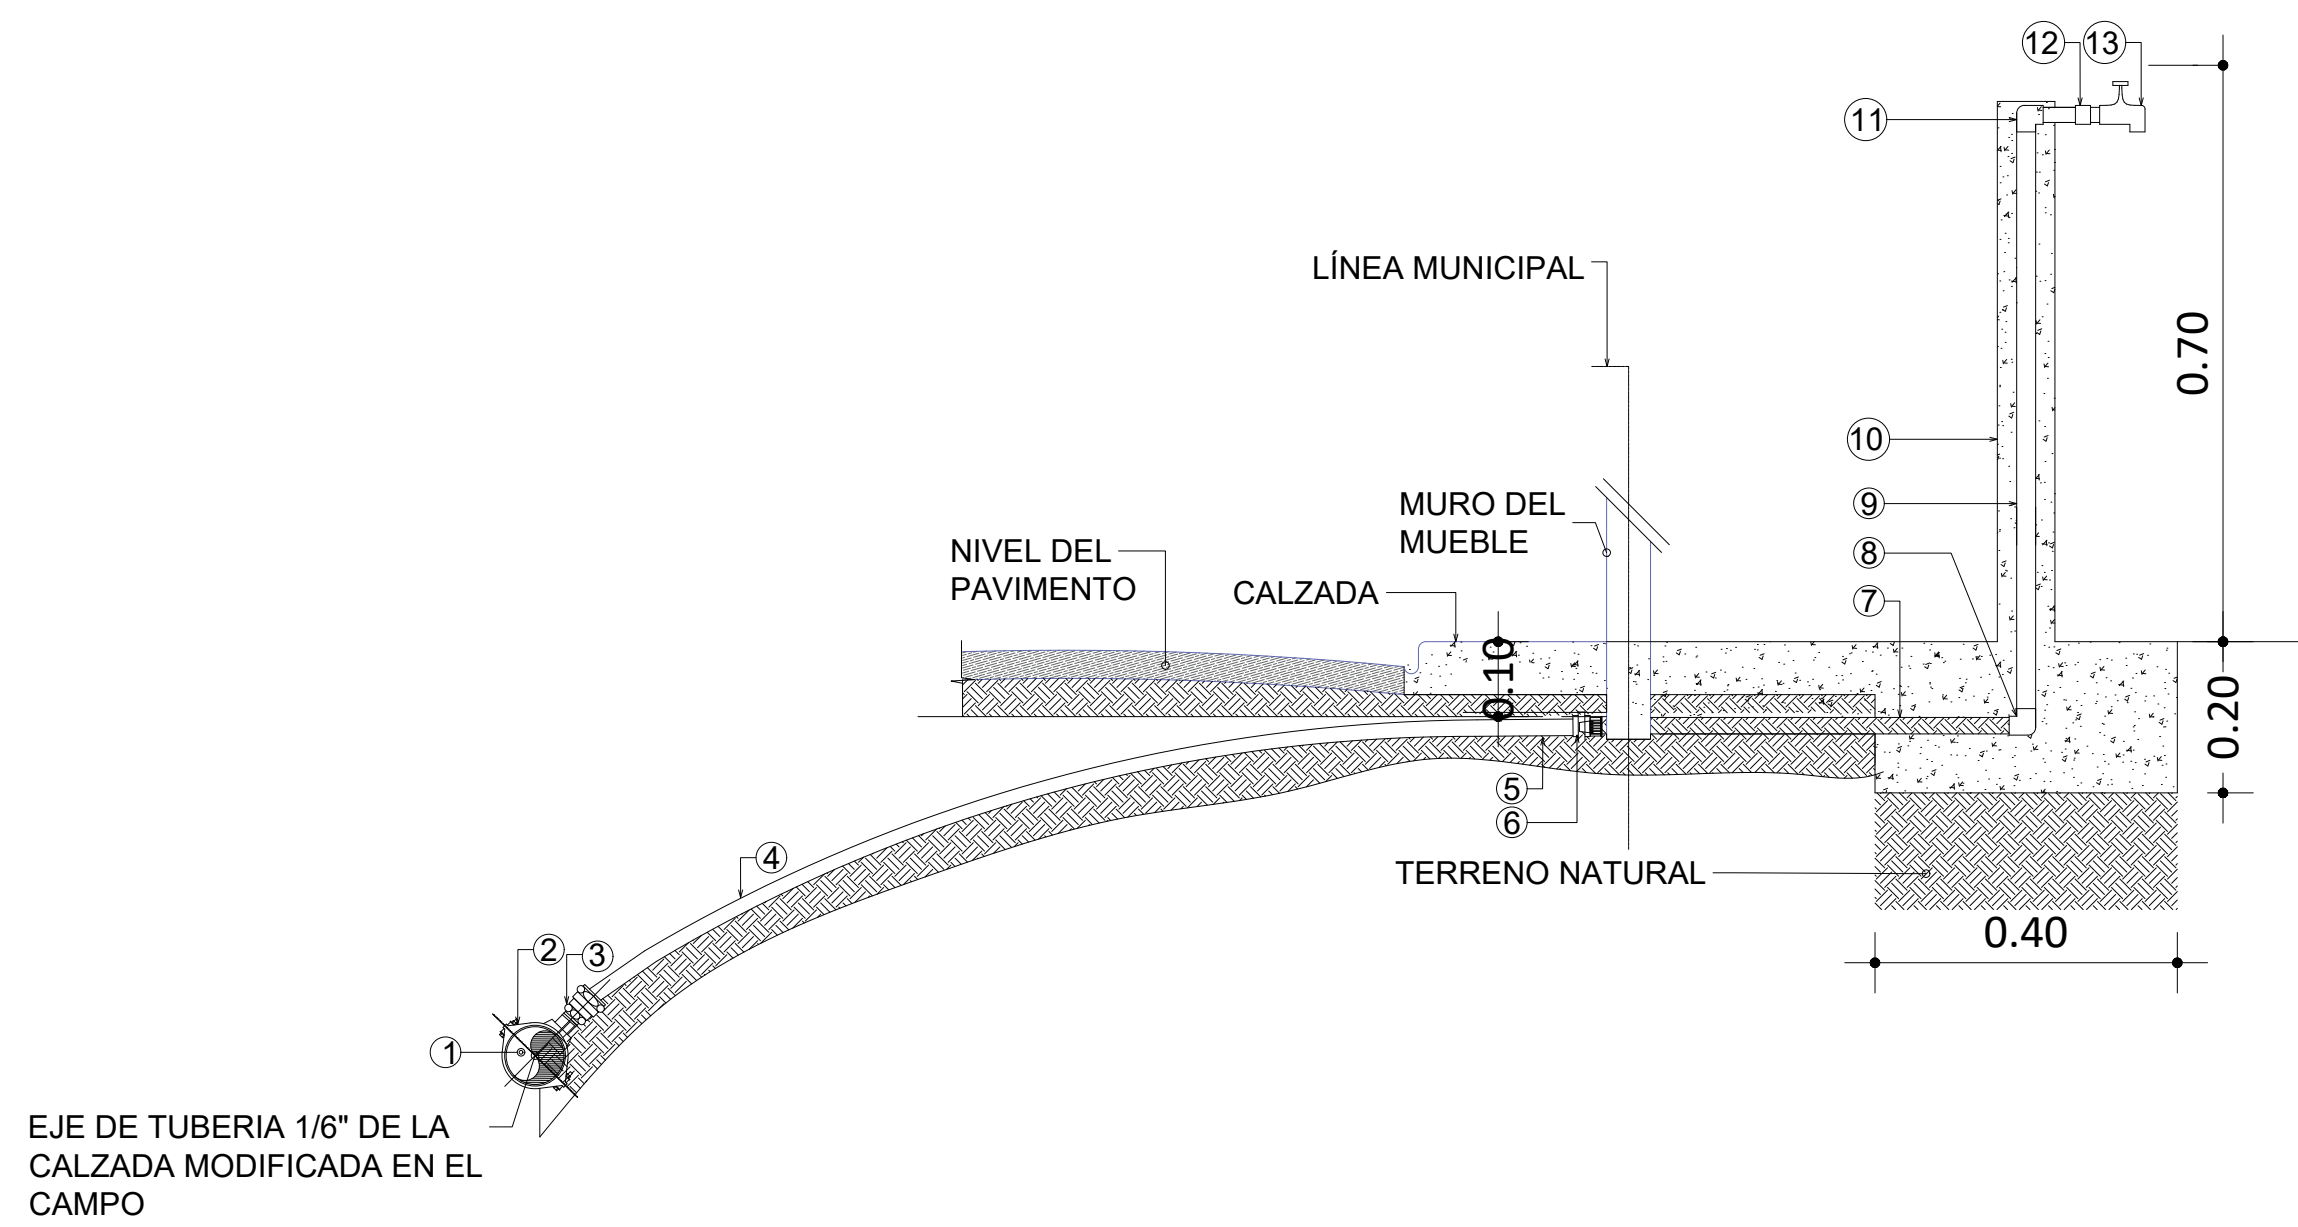 12
13
11
LÍNEA MUNICIPAL
0.70
10
MURO DEL
MUEBLE
9
NIVEL DEL
PAVIMENTO
8
CALZADA
7
0.10
0.20
5
6
4
TERRENO NATURAL
0.40
2
3
1
EJE DE TUBERIA 1/6" DE LA
CALZADA MODIFICADA EN EL
CAMPO